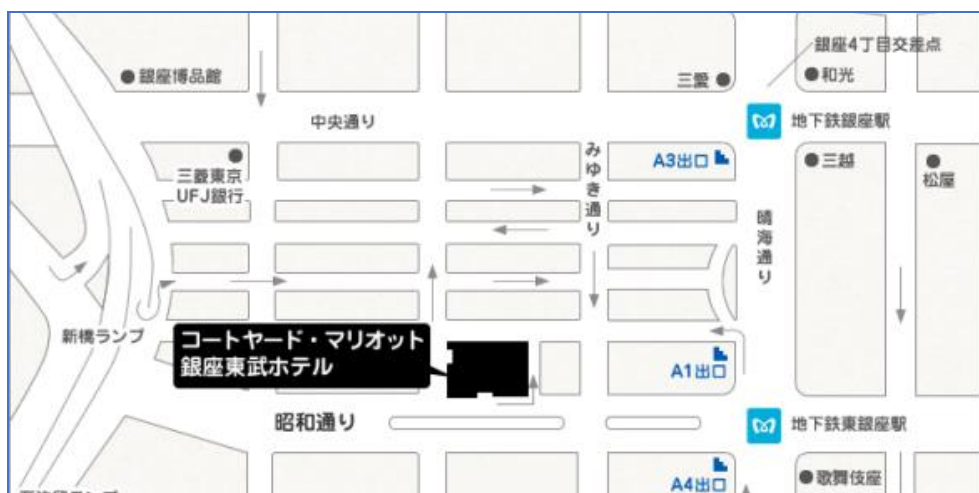 銀座4丁目交差点
銀座博品館
三愛
和光
中央通り
地下鉄銀座駅
三菱東京
UFJ銀行
みゆき通り
A3出口
三越
松屋
晴海通り
新橋ランプ
コートヤード・マリオット
銀座東武ホテル
A1出口
昭和通り
地下鉄東銀座駅
A4出口
歌舞伎座